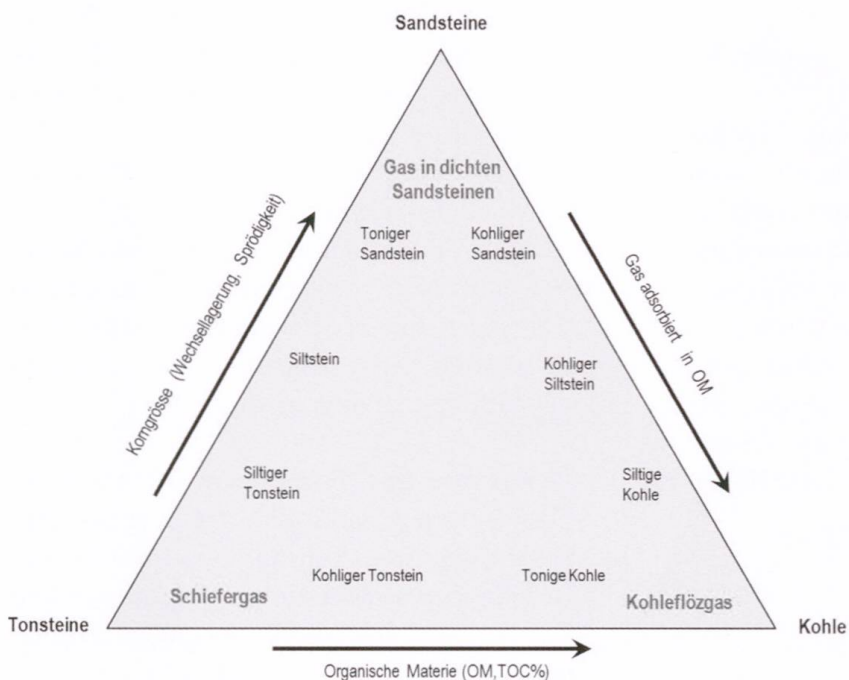 Sandsteine
Gas in dichten
Sandsteinen
Toniger
Sandstein
Kohliger
Sandstein
Korngrösse (Wechsellagerung, Sprödigkeit)
Gas adsorbiert in OM
Siltstein
Kohliger
Siltstein
Siltiger
Tonstein
Siltige
Kohle
Kohliger Tonstein
Tonige Kohle
Schiefergas
Kohleflözgas
Tonsteine
Kohle
Organische Materie (OM,TOC%)